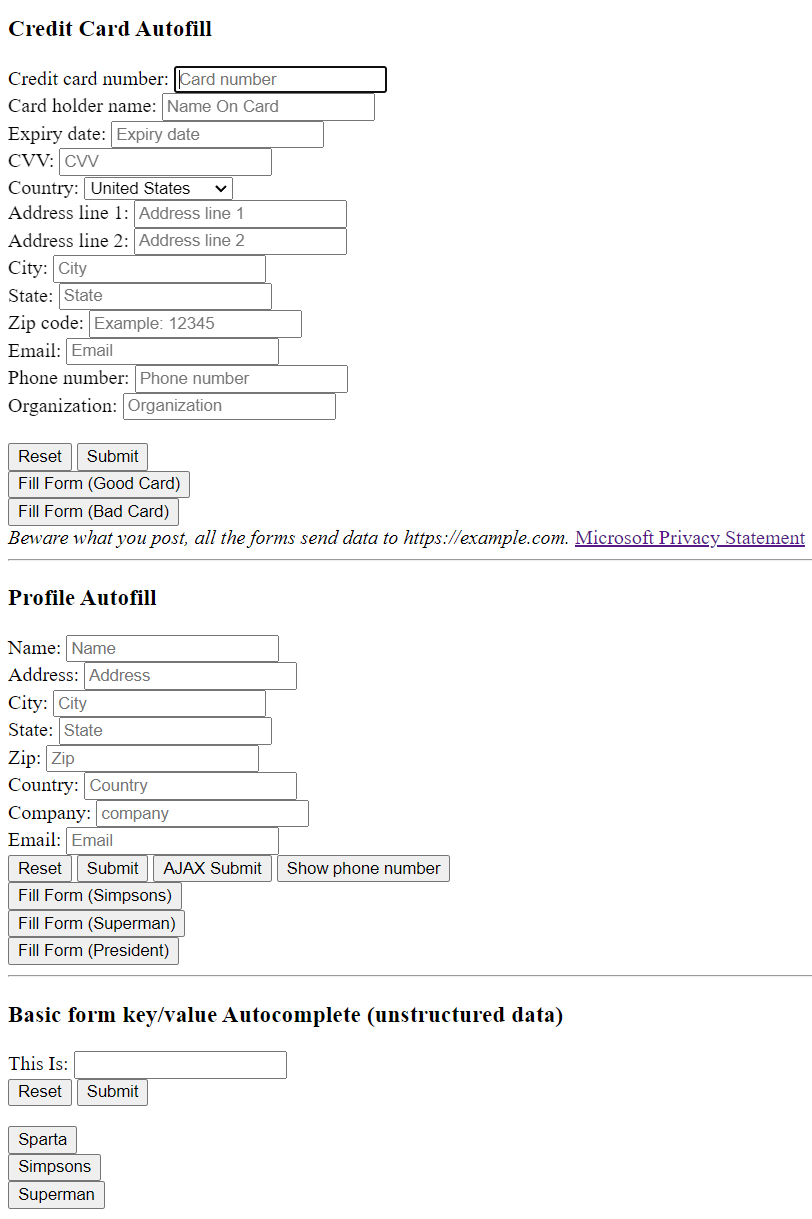 Credit Card Autofill
Credit card number: Card number
Card holder name: Name On Card
Expiry date: Expiry date
CVV: CVV
Country: United States
Address line 1: Address line 1
Address line 2: Address line 2
City: City
State: State
Zip code: Example: 12345
Email: Email
Phone number: Phone number
Organization: Organization
Reset Submit
Fill Form (Good Card)
Fill Form (Bad Card)
Beware what you post, all the forms send data to https://example.com. Microsoft Privacy Statement
Profile Autofill
Name: Name
Address: Address
City: City
State: State
Zip: Zip
Country: Country
Company: company
Email: Email
Reset Submit AJAX Submit Show phone number
Fill Form (Simpsons)
Fill Form (Superman)
Fill Form (President)
Basic form key/value Autocomplete (unstructured data)
This Is:
Reset Submit
Sparta
Simpsons
Superman